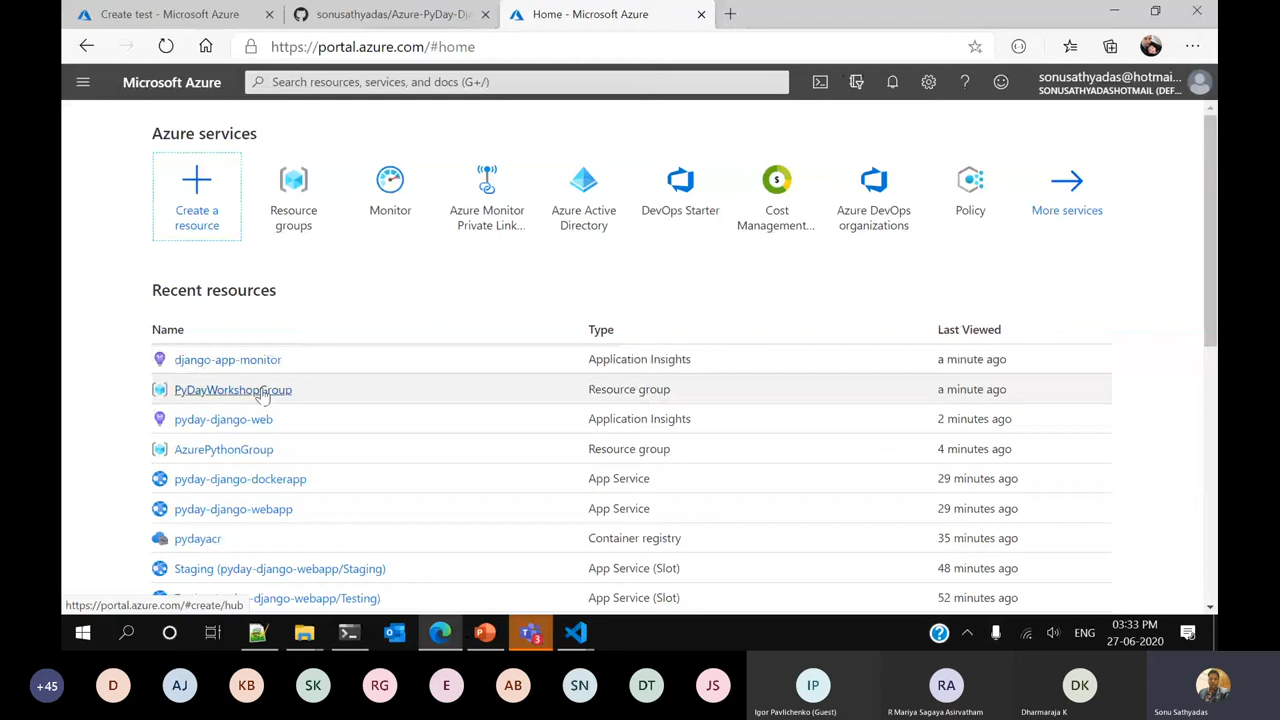 Create test - Microsoft Azure
sonusathyadas/Azure-PyDay-Dj
Home - Microsoft Azure
https://portal.azure.com/#home
Microsoft Azure
Search resources, services, and docs (G+/)
sonusathyadas@hotmai...
SONUSATHYADASHOTMAIL (DEF...
Azure services
Create a resource
Resource groups
Monitor
Azure Monitor Private Link...
Azure Active Directory
DevOps Starter
Cost Management...
Azure DevOps organizations
Policy
More services
Recent resources
Name Type Last Viewed
django-app-monitor Application Insights a minute ago
PyDayWorkshopGroup Resource group a minute ago
pyday-django-web Application Insights 2 minutes ago
AzurePythonGroup Resource group 4 minutes ago
pyday-django-dockerapp App Service 29 minutes ago
pyday-django-webapp App Service 29 minutes ago
pydayacr Container registry 35 minutes ago
Staging (pyday-django-webapp/Staging) App Service (Slot) 48 minutes ago
-django-webapp/Testing) App Service (Slot) 52 minutes ago
https://portal.azure.com/#create/hub
ENG
03:33 PM
27-06-2020
3
+45 D AJ KB SK RG E AB SN DT JS IP RA DK
Igor Pavlichenko (Guest)
R Mariya Sagaya Asirvatham
Dharmaraja K
Sonu Sathyadas